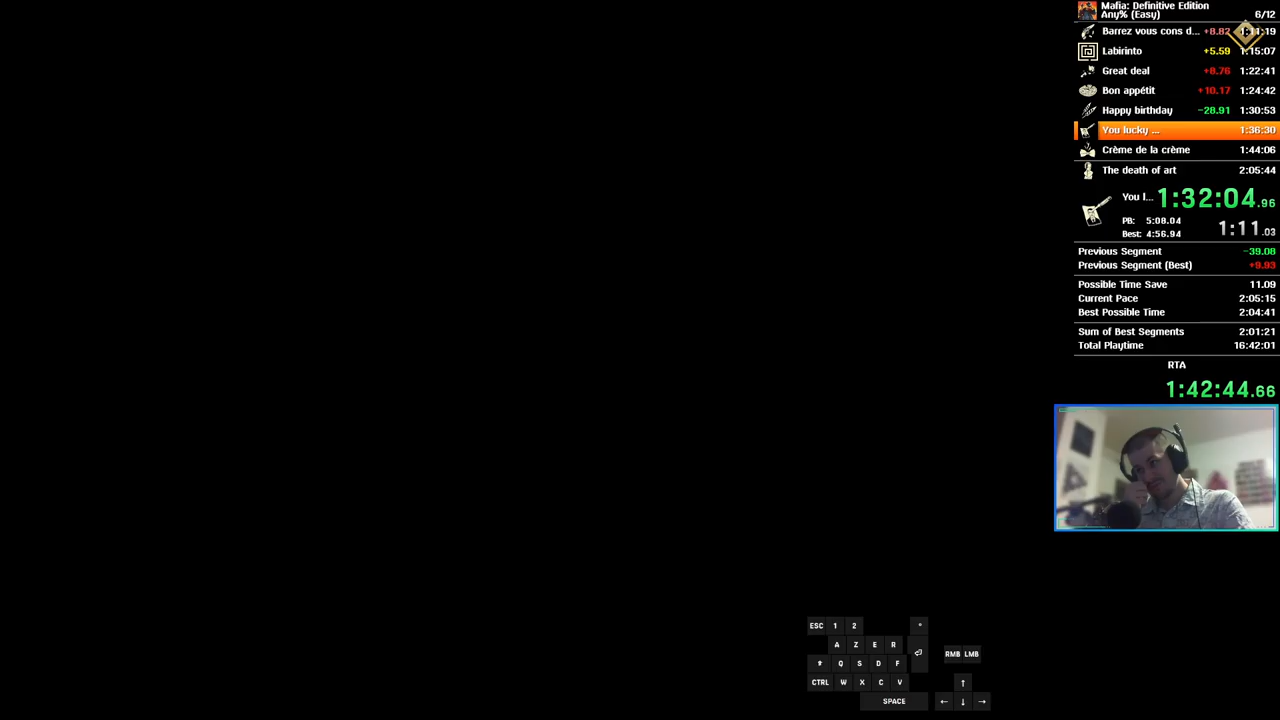 Mafia: Definitive Edition
Any% (Easy) 6/12
Barrez vous cons d... +8.82 1:11:19
Labirinto +5.59 1:15:07
Great deal +8.76 1:22:41
Bon appétit +10.17 1:24:42
Happy birthday -28.91 1:30:53
You lucky ... 1:36:30
Crème de la crème 1:44:06
The death of art 2:05:44
You l... 1:32:04.96
PB: 5:08.04
Best: 4:56.94
1:11.03
Previous Segment -39.08
Previous Segment (Best) +9.93
Possible Time Save 11.09
Current Pace 2:05:15
Best Possible Time 2:04:41
Sum of Best Segments 2:01:21
Total Playtime 16:42:01
RTA
1:42:44.66
ESC 1 2 °
A Z E R
Q S D F
RMB LMB
CTRL W X C V
↑
SPACE
← ↓ →